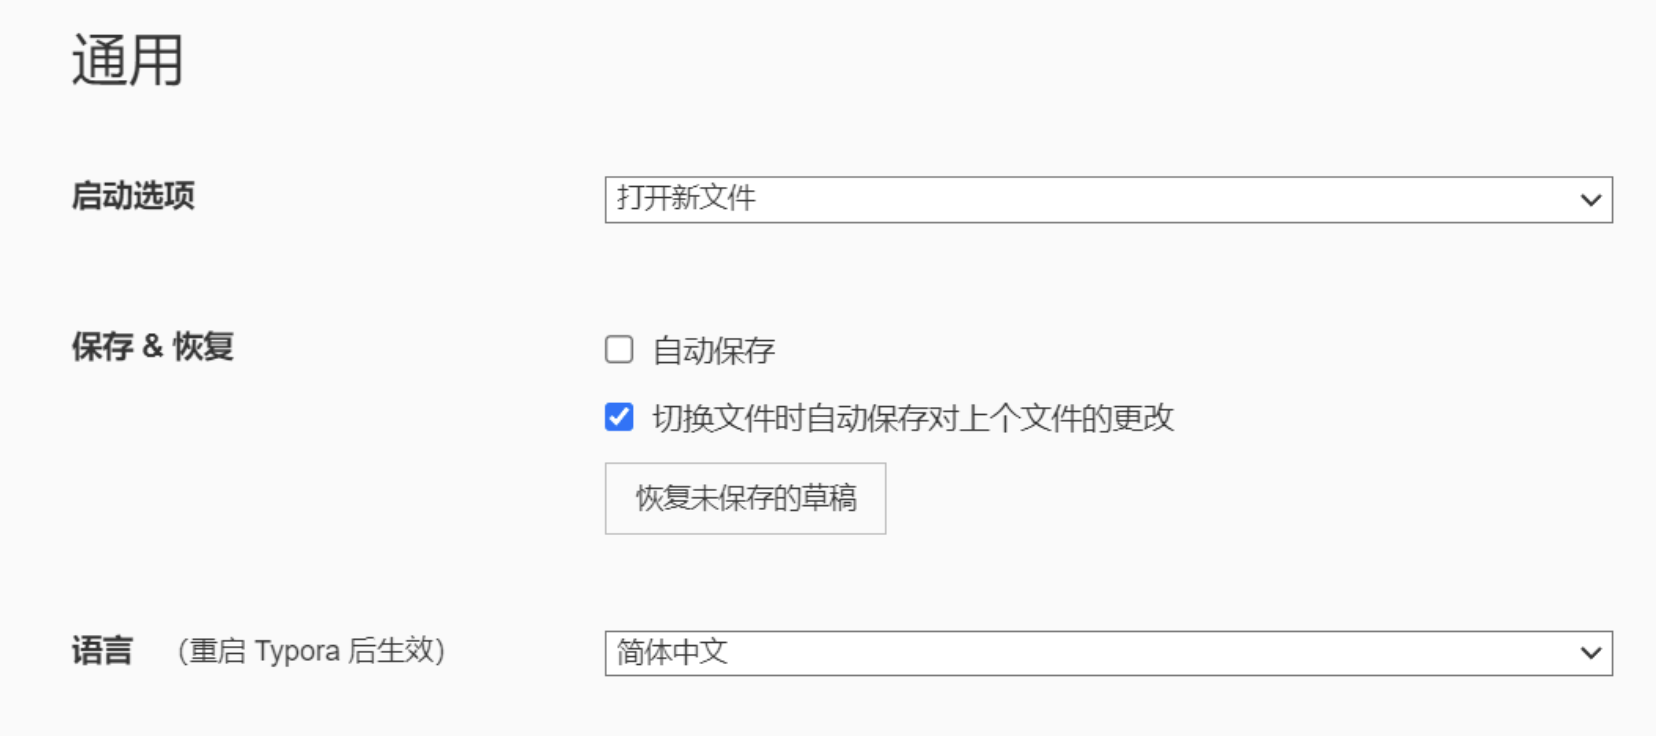 通用
启动选项
打开新文件
保存 & 恢复
自动保存
切换文件时自动保存对上个文件的更改
恢复未保存的草稿
语言 （重启 Typora 后生效）
简体中文